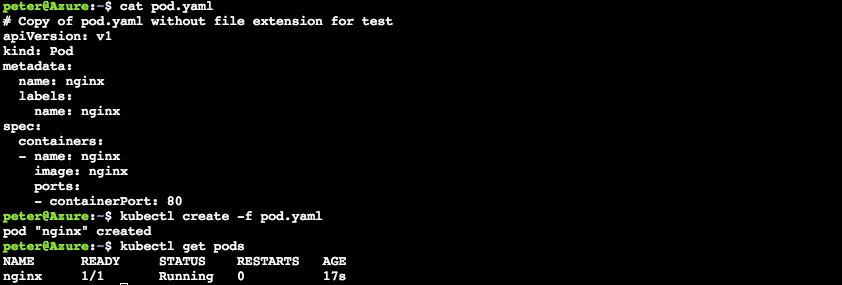 peter@Azure:~$ cat pod.yaml
# Copy of pod.yaml without file extension for test
apiVersion: v1
kind: Pod
metadata:
  name: nginx
  labels:
    name: nginx
spec:
  containers:
  - name: nginx
    image: nginx
    ports:
    - containerPort: 80
peter@Azure:~$ kubectl create -f pod.yaml
pod "nginx" created
peter@Azure:~$ kubectl get pods
NAME      READY     STATUS    RESTARTS   AGE
nginx     1/1       Running   0          17s